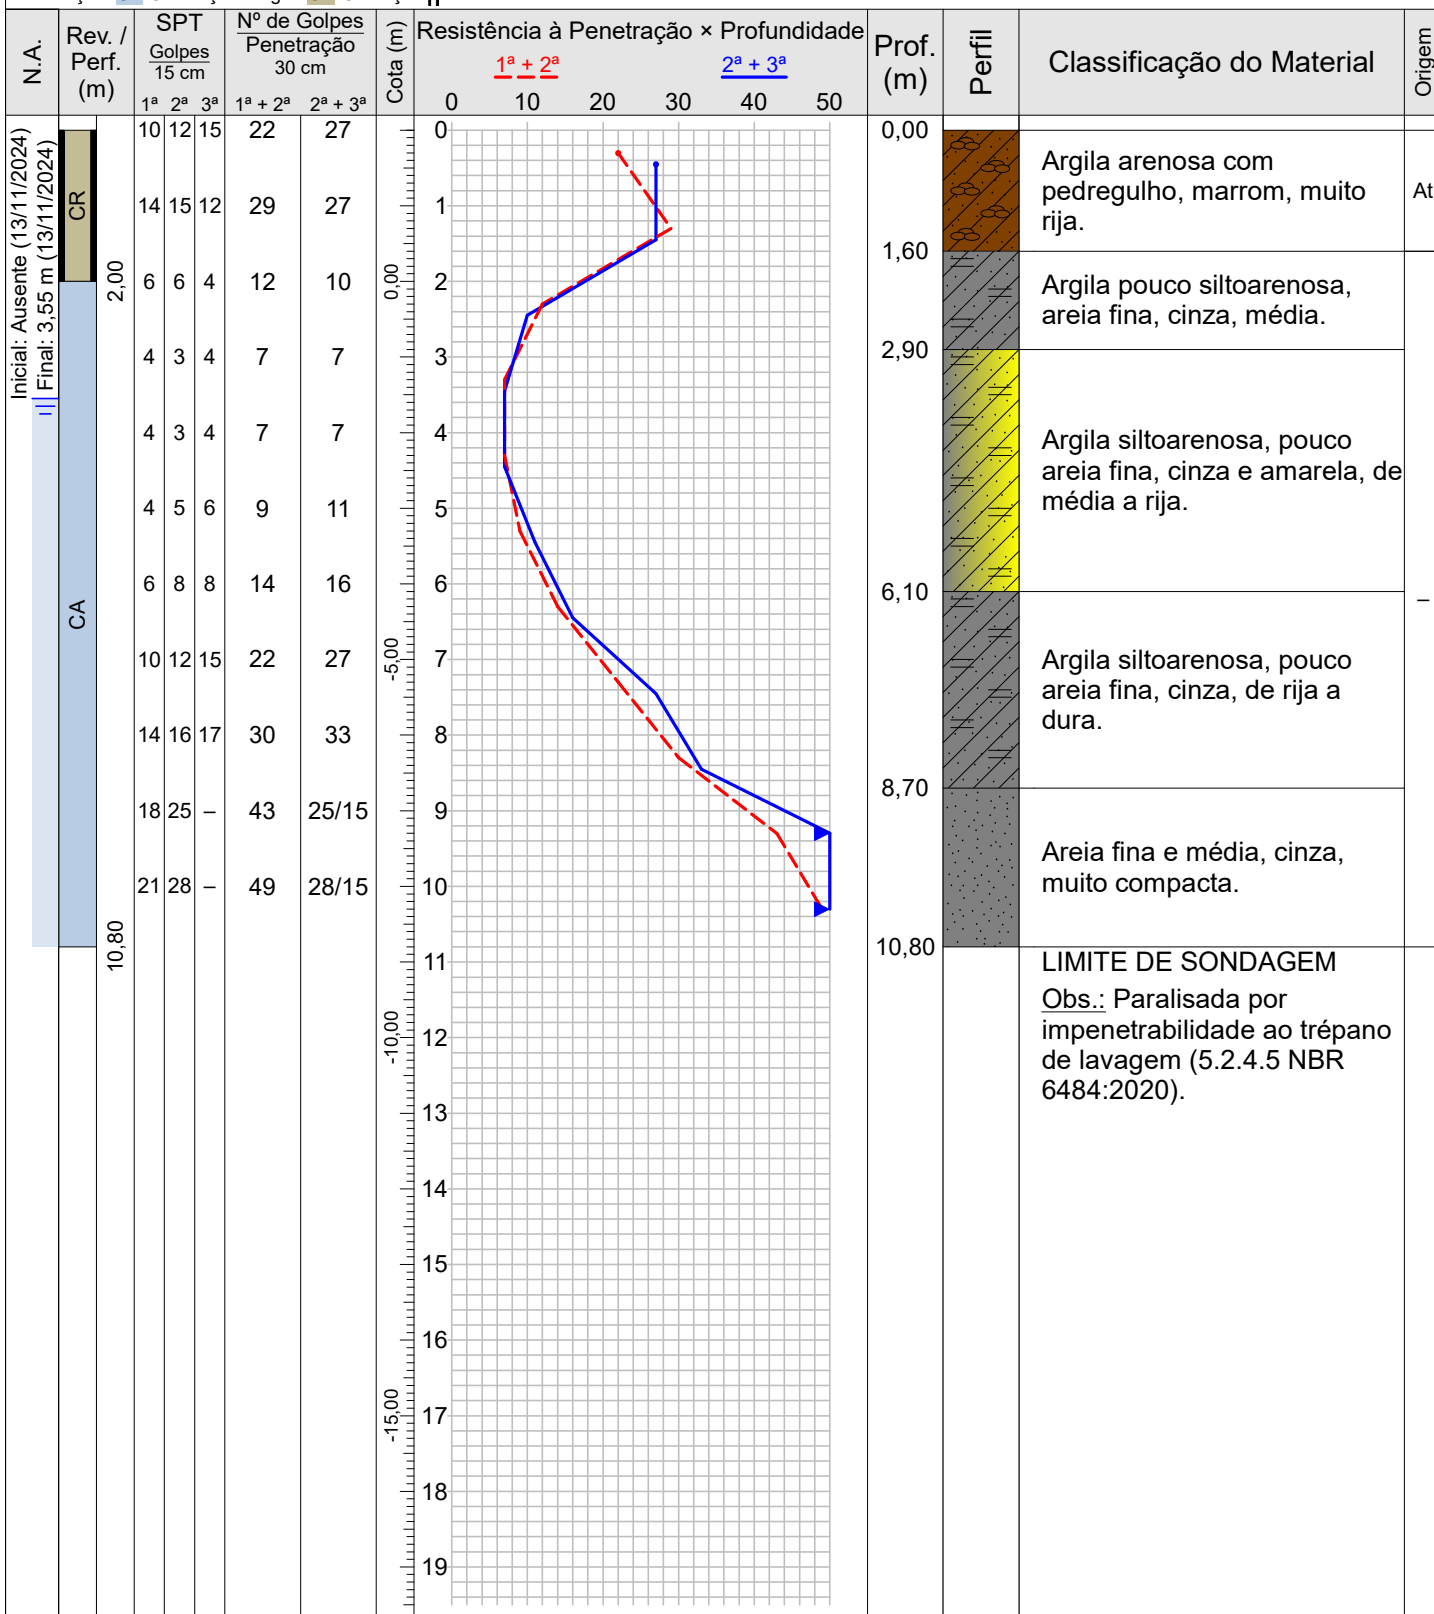 N.A.
Rev. /
Perf.
(m)
SPT
Golpes
15 cm
1ª 2ª 3ª
Nº de Golpes
Penetração
30 cm
1ª + 2ª 2ª + 3ª
Cota (m)
Resistência à Penetração × Profundidade
1ª + 2ª 2ª + 3ª
0 10 20 30 40 50
Prof.
(m)
Perfil
Classificação do Material
Origem
Inicial: Ausente (13/11/2024)
Final: 3,55 m (13/11/2024)
CR
2,00
CA
10,80
10 12 15 22 27
14 15 12 29 27
6 6 4 12 10
4 3 4 7 7
4 3 4 7 7
4 5 6 9 11
6 8 8 14 16
10 12 15 22 27
14 16 17 30 33
18 25 – 43 25/15
21 28 – 49 28/15
0,00
-5,00
-10,00
-15,00
0
1
2
3
4
5
6
7
8
9
10
11
12
13
14
15
16
17
18
19
0,00
1,60
2,90
6,10
8,70
10,80
Argila arenosa com
pedregulho, marrom, muito
rija.
At
Argila pouco siltoarenosa,
areia fina, cinza, média.
Argila siltoarenosa, pouco
areia fina, cinza e amarela, de
média a rija.
–
Argila siltoarenosa, pouco
areia fina, cinza, de rija a
dura.
Areia fina e média, cinza,
muito compacta.
LIMITE DE SONDAGEM
Obs.: Paralisada por
impenetrabilidade ao trépano
de lavagem (5.2.4.5 NBR
6484:2020).